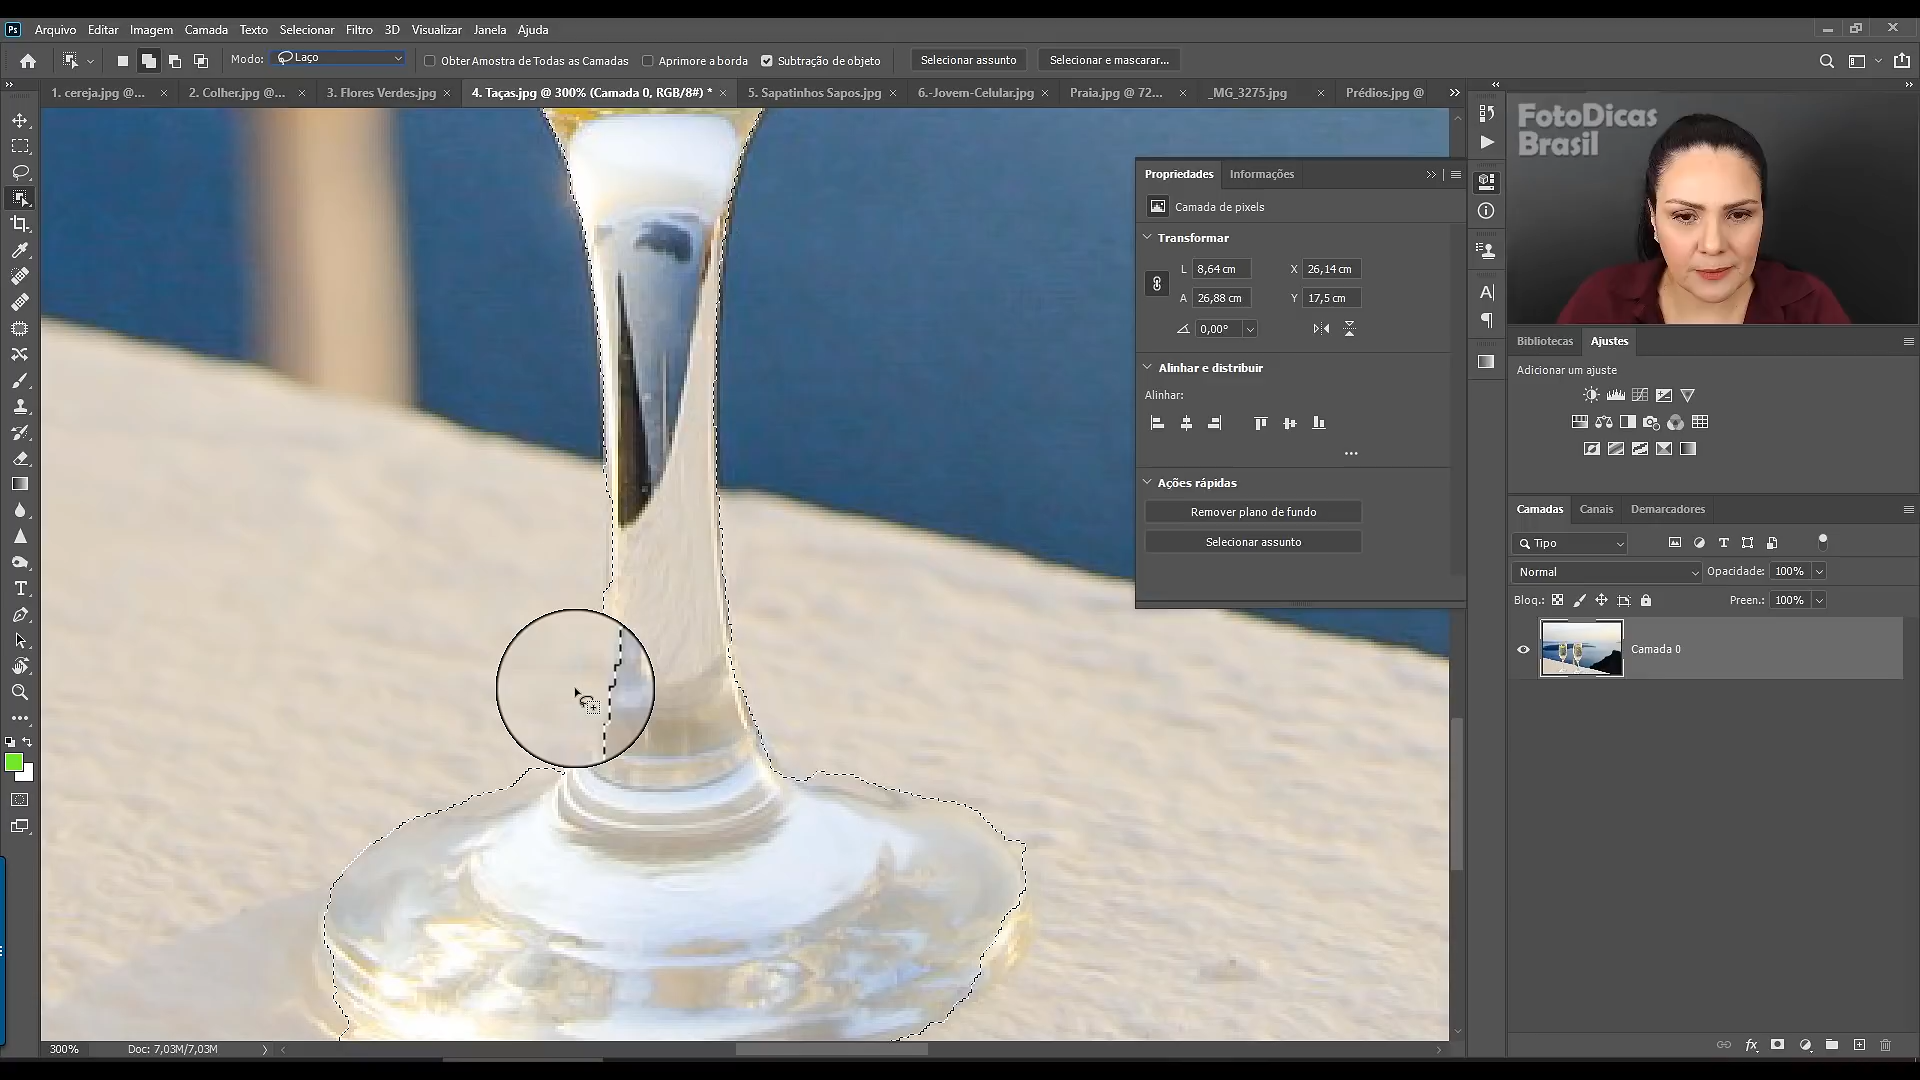 Ps Arquivo Editar Imagem Camada Texto Selecionar Filtro 3D Visualizar Janela Ajuda
Modo: Laço Obter Amostra de Todas as Camadas Aprimore a borda Subtração de objeto Selecionar assunto Selecionar e mascarar...
1. cereja.jpg @... × 2. Colher.jpg @... × 3. Flores Verdes.jpg × 4. Taças.jpg @ 300% (Camada 0, RGB/8#) * × 5. Sapatinhos Sapos.jpg × 6.-Jovem-Celular.jpg × Praia.jpg @ 72... × _MG_3275.jpg × Prédios.jpg @
FotoDicas
Brasil
Propriedades Informações
Camada de pixels
Transformar
L 8,64 cm X 26,14 cm
A 26,88 cm Y 17,5 cm
0,00°
Alinhar e distribuir
Alinhar:
Ações rápidas
Remover plano de fundo
Selecionar assunto
Bibliotecas Ajustes
Adicionar um ajuste
Camadas Canais Demarcadores
Tipo
Normal Opacidade: 100%
Bloq.: Preen.: 100%
Camada 0
300% Doc: 7,03M/7,03M